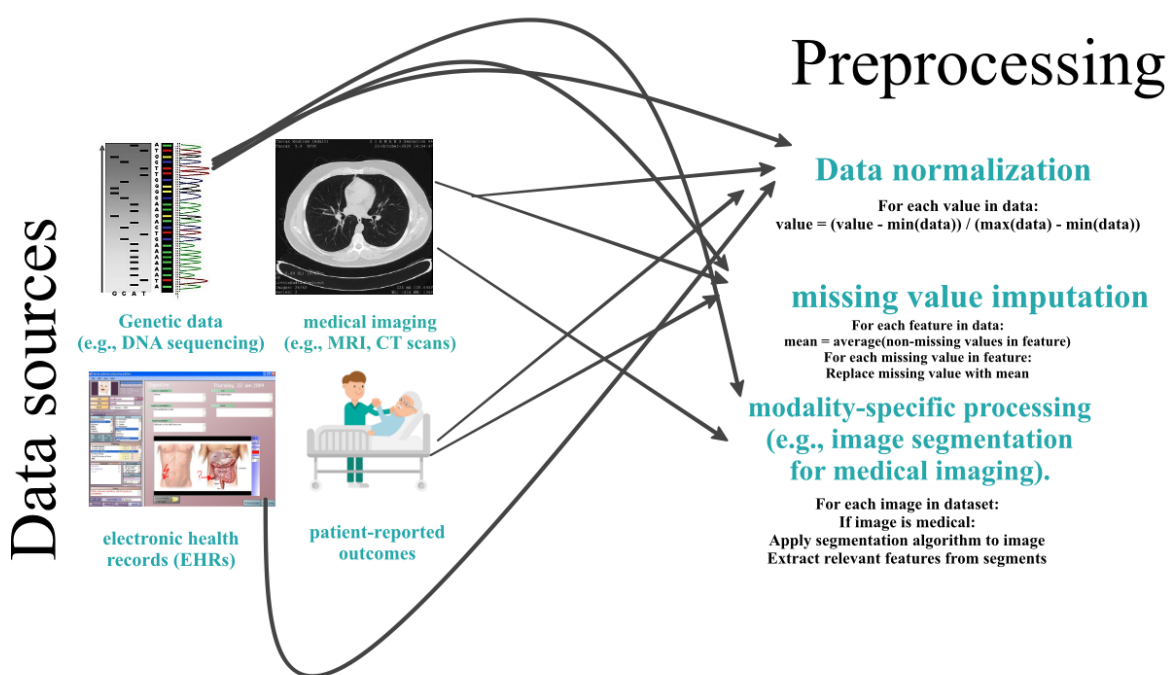 Preprocessing
Data sources
A
T
G
G
T
T
G
G
G
C
A
A
G
A
G
T
G
A
A
A
A
A
T
A
G C A T
Genetic data
(e.g., DNA sequencing)
medical imaging
(e.g., MRI, CT scans)
Thursday, 22 Jan 2009
electronic health
records (EHRs)
patient-reported
outcomes
Data normalization
For each value in data:
value = (value - min(data)) / (max(data) - min(data))
missing value imputation
For each feature in data:
mean = average(non-missing values in feature)
For each missing value in feature:
Replace missing value with mean
modality-specific processing
(e.g., image segmentation
for medical imaging).
For each image in dataset:
If image is medical:
Apply segmentation algorithm to image
Extract relevant features from segments